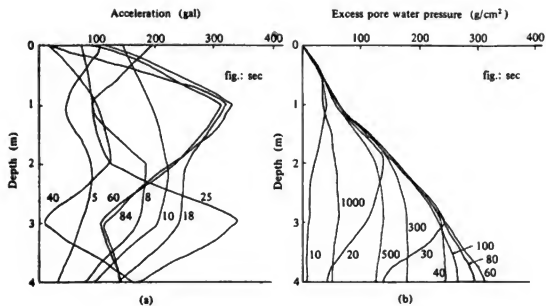 Acceleration (gal)
0 100 200 300 400
fig.: sec
0
1
2
3
4
Depth (m)
40 5 60 8 25
84 10 18
(a)
Excess pore water pressure (g/cm²)
0 100 200 300 400
fig.: sec
0
1
2
3
4
Depth (m)
1000
300
10 20 500 30 100
80
40 60
(b)